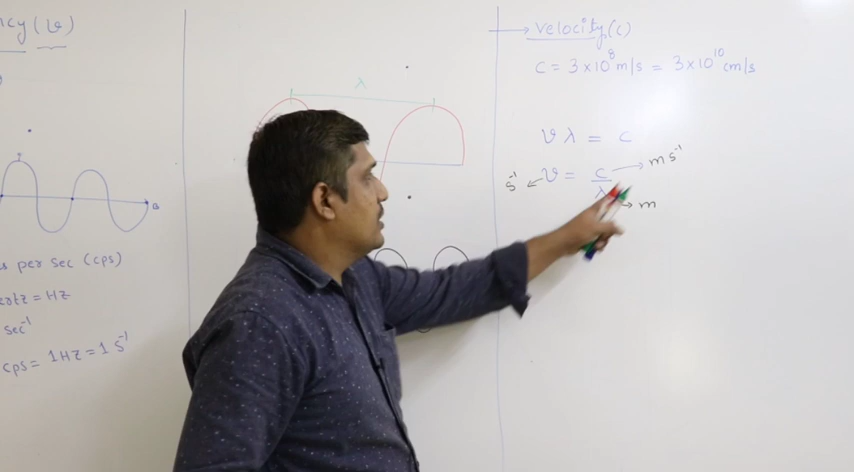 ncy (ν)
s per sec (cps)
ertz = HZ
sec⁻¹
cps = 1HZ = 1 s⁻¹
λ
→ Velocity (c)
c = 3×10⁸ m/s = 3×10¹⁰ cm/s
ν λ = c
s⁻¹ ← ν = c/λ → m s⁻¹
→ m